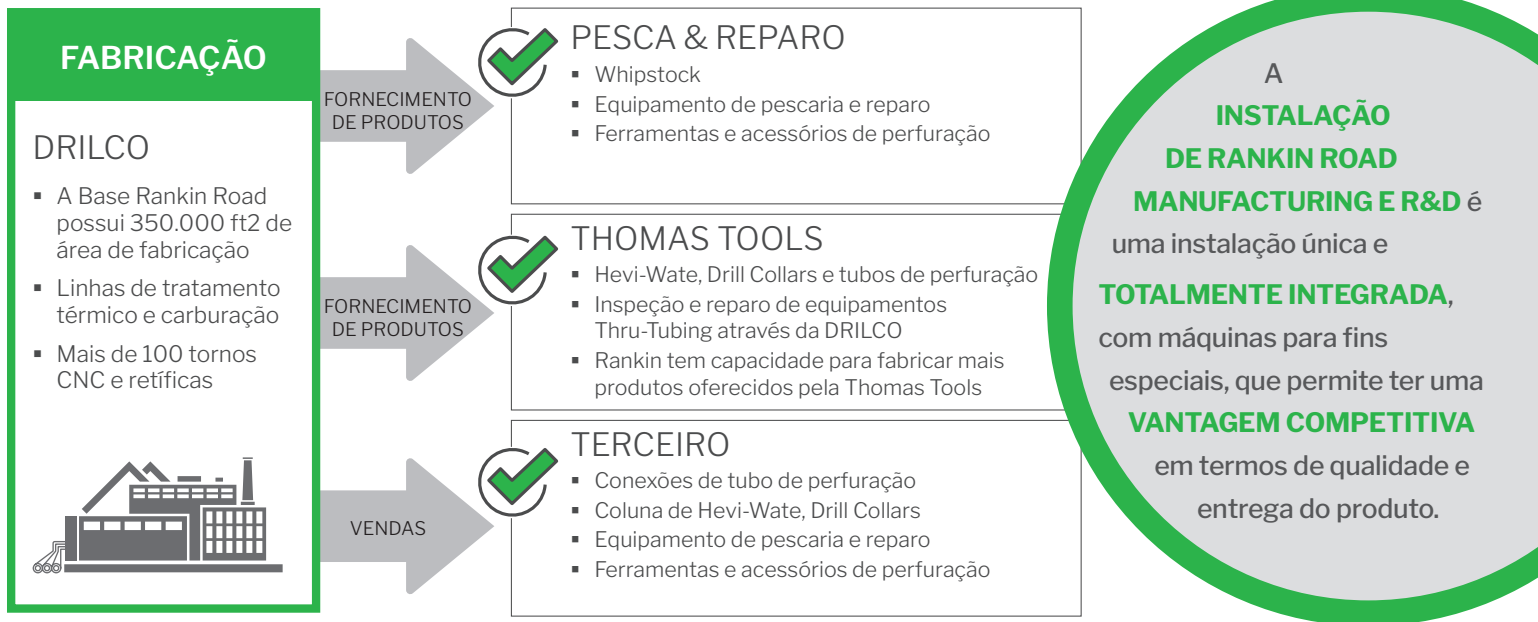 FABRICAÇÃO
DRILCO
▪ A Base Rankin Road
possui 350.000 ft2 de
área de fabricação
▪ Linhas de tratamento
térmico e carburação
▪ Mais de 100 tornos
CNC e retíficas
FORNECIMENTO
DE PRODUTOS
PESCA & REPARO
▪ Whipstock
▪ Equipamento de pescaria e reparo
▪ Ferramentas e acessórios de perfuração
FORNECIMENTO
DE PRODUTOS
THOMAS TOOLS
▪ Hevi-Wate, Drill Collars e tubos de perfuração
▪ Inspeção e reparo de equipamentos
Thru-Tubing através da DRILCO
▪ Rankin tem capacidade para fabricar mais
produtos oferecidos pela Thomas Tools
VENDAS
TERCEIRO
▪ Conexões de tubo de perfuração
▪ Coluna de Hevi-Wate, Drill Collars
▪ Equipamento de pescaria e reparo
▪ Ferramentas e acessórios de perfuração
A
INSTALAÇÃO
DE RANKIN ROAD
MANUFACTURING E R&D é
uma instalação única e
TOTALMENTE INTEGRADA,
com máquinas para fins
especiais, que permite ter uma
VANTAGEM COMPETITIVA
em termos de qualidade e
entrega do produto.